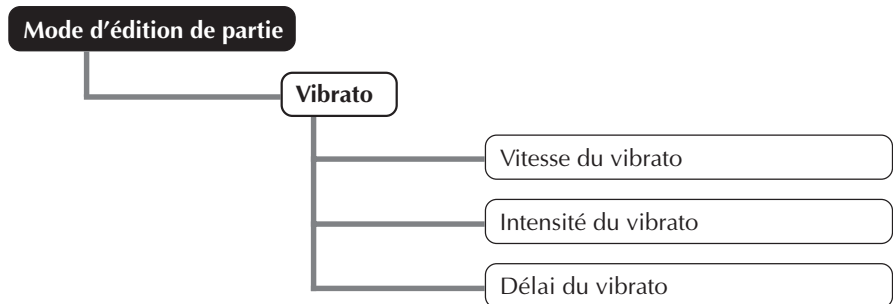 Mode d'édition de partie
Vibrato
Vitesse du vibrato
Intensité du vibrato
Délai du vibrato